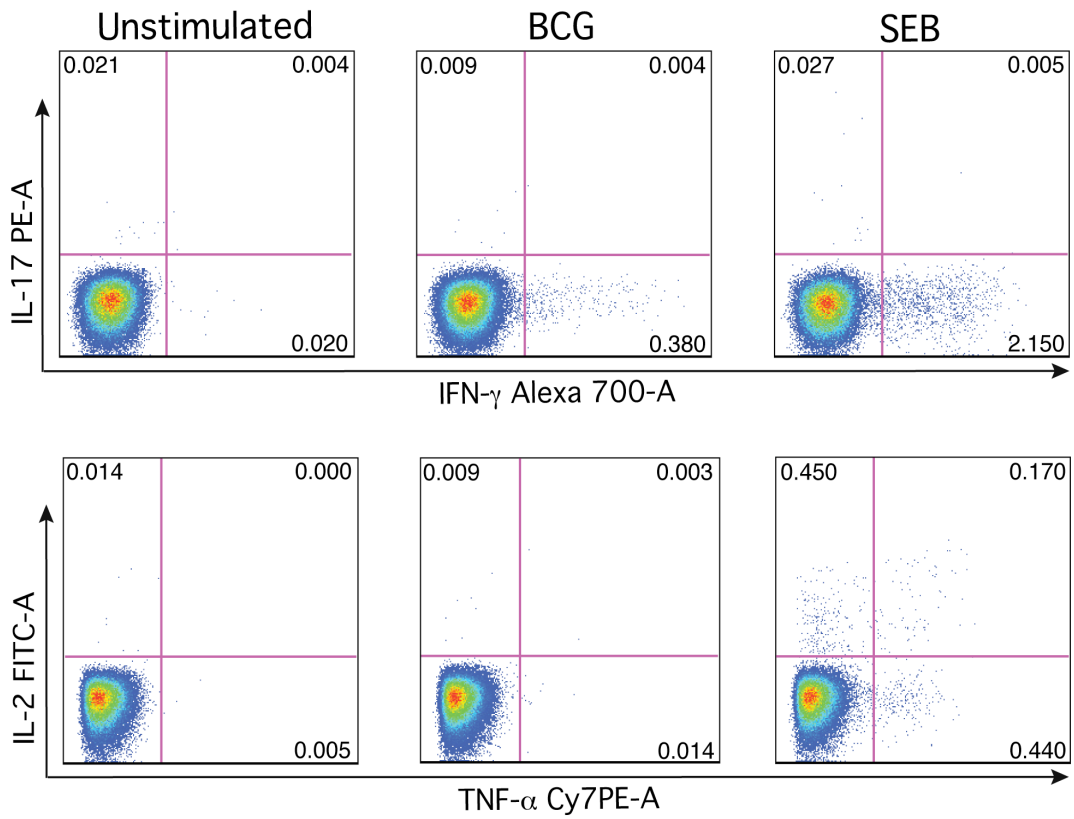 Unstimulated BCG SEB
0.021 0.004 0.009 0.004 0.027 0.005
IL-17 PE-A
0.020 0.380 2.150
IFN-γ Alexa 700-A
0.014 0.000 0.009 0.003 0.450 0.170
IL-2 FITC-A
0.005 0.014 0.440
TNF-α Cy7PE-A